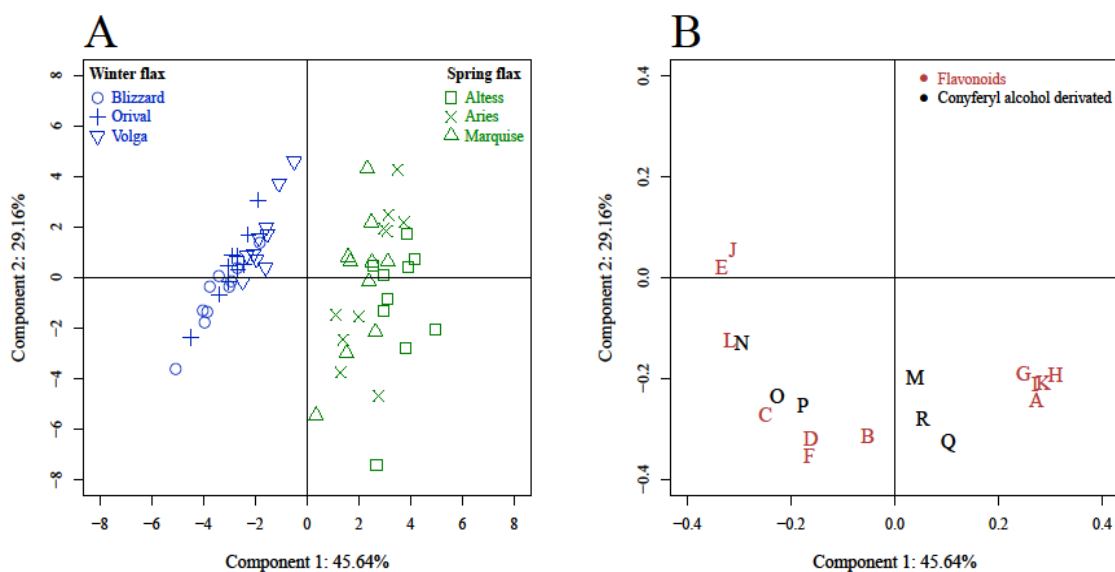 A
Winter flax
Blizzard
Orival
Volga
Spring flax
Altess
Aries
Marquise
8
6
4
2
0
−2
−4
−6
−8
Component 2: 29.16%
−8 −6 −4 −2 0 2 4 6 8
Component 1: 45.64%
B
Flavonoids
Conyferyl alcohol derivated
0.4
0.2
0.0
−0.2
−0.4
Component 2: 29.16%
J
E
L N
M
G I K H
A
O P
C
R
D B Q
F
−0.4 −0.2 0.0 0.2 0.4
Component 1: 45.64%